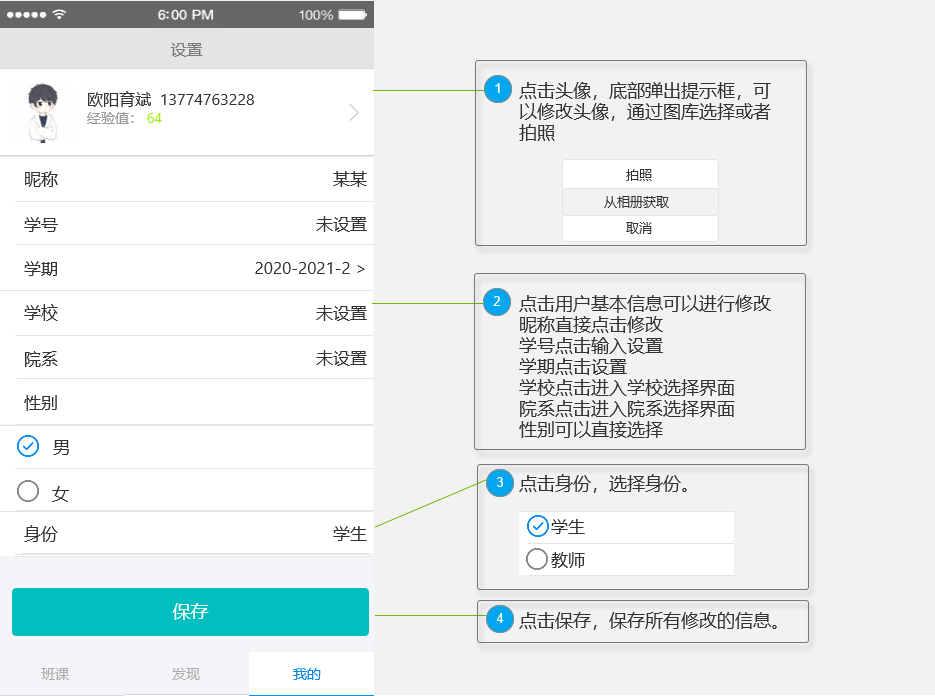 6:00 PM 100%
设置
欧阳育斌 13774763228
经验值： 64
昵称 某某
学号 未设置
学期 2020-2021-2 >
学校 未设置
院系 未设置
性别
男
女
身份 学生
保存
班课 发现 我的
1 点击头像，底部弹出提示框，可
以修改头像，通过图库选择或者
拍照
拍照
从相册获取
取消
2 点击用户基本信息可以进行修改
昵称直接点击修改
学号点击输入设置
学期点击设置
学校点击进入学校选择界面
院系点击进入院系选择界面
性别可以直接选择
3 点击身份，选择身份。
学生
教师
4 点击保存，保存所有修改的信息。